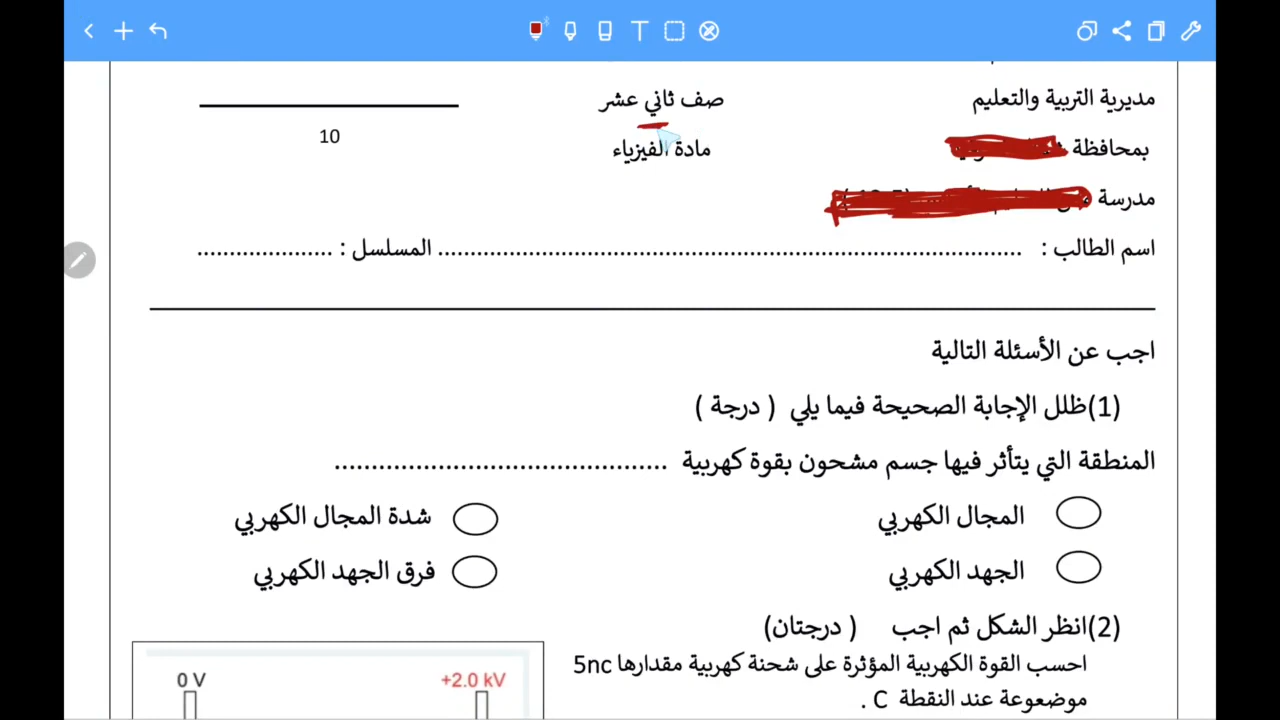 مديرية التربية والتعليم
صف ثاني عشر
بمحافظة
مادة الفيزياء
10
مدرسة
اسم الطالب : ........................................................................................... المسلسل : .....................
اجب عن الأسئلة التالية
(1)ظلل الإجابة الصحيحة فيما يلي ( درجة )
المنطقة التي يتأثر فيها جسم مشحون بقوة كهربية ..............................................
المجال الكهربي
شدة المجال الكهربي
الجهد الكهربي
فرق الجهد الكهربي
(2)انظر الشكل ثم اجب ( درجتان)
احسب القوة الكهربية المؤثرة على شحنة كهربية مقدارها 5nc
موضوعة عند النقطة C .
0 V
+2.0 kV